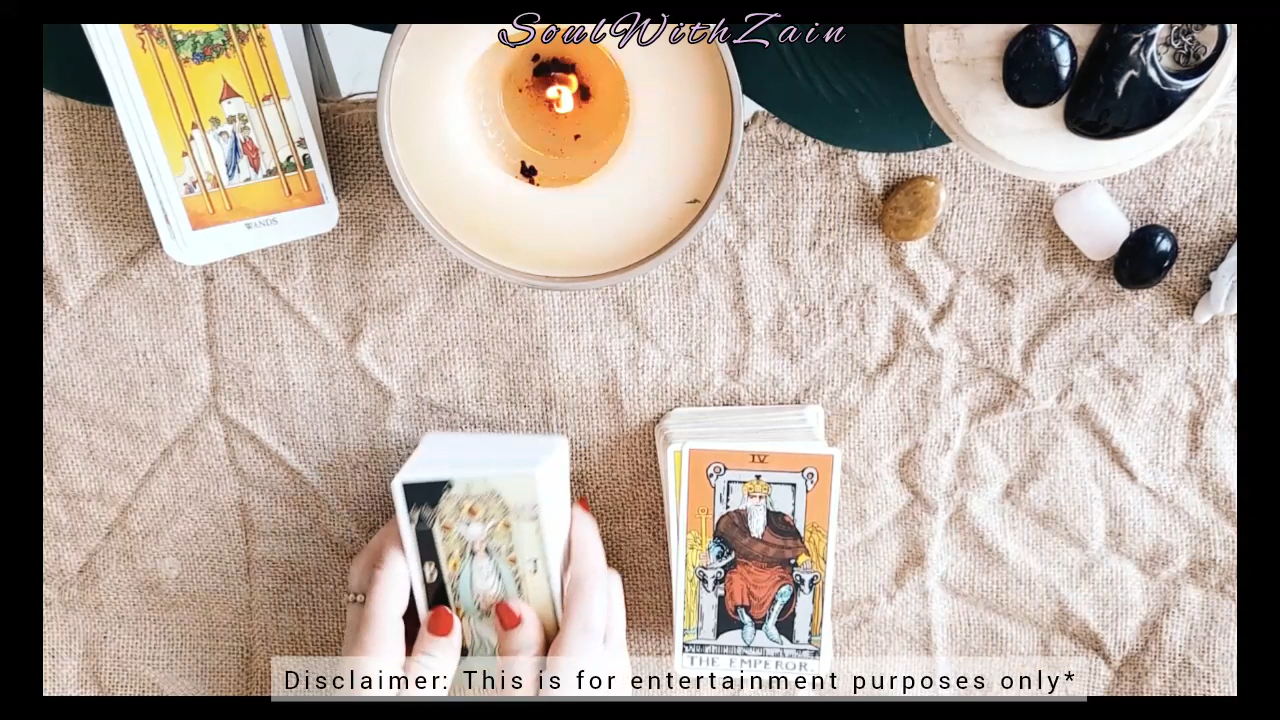 SoulWithZain
WANDS
IV
THE EMPEROR.
Disclaimer: This is for entertainment purposes only*